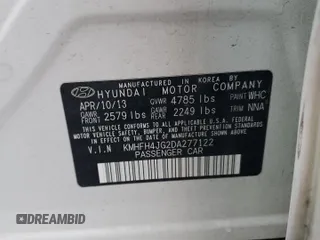 MANUFACTURED IN KOREA BY
HYUNDAI MOTOR COMPANY
APR/10/13 GVWR 4785 lbs PAINT WHC
GAWR FRONT 2579 lbs GAWR REAR 2249 lbs TRIM NNA
THIS VEHICLE CONFORMS TO ALL APPLICABLE
U.S. FEDERAL MOTOR VEHICLE SAFETY, BUMPER,
AND THEFT PREVENTION STANDARDS IN EFFECT ON
THE DATE OF MANUFACTURE SHOWN ABOVE.
V.I.N KMHFH4JG2DA277122
PASSENGER CAR